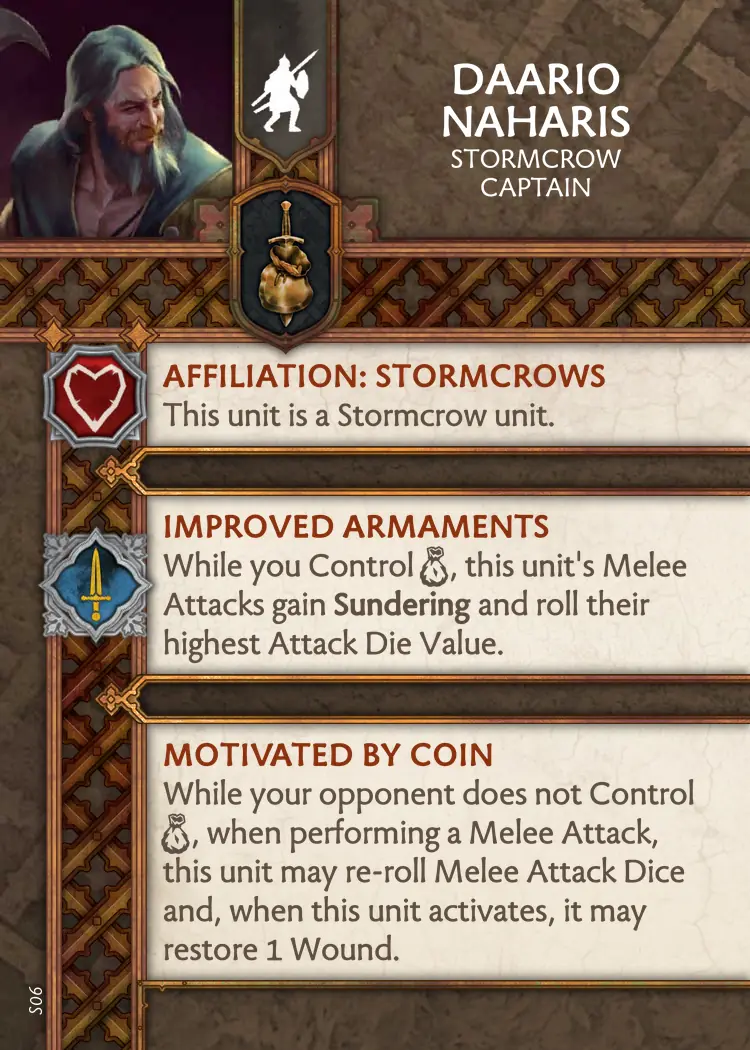 DAARIO
NAHARIS
STORMCROW
CAPTAIN
AFFILIATION: STORMCROWS
This unit is a Stormcrow unit.
IMPROVED ARMAMENTS
While you Control , this unit's Melee
Attacks gain Sundering and roll their
highest Attack Die Value.
MOTIVATED BY COIN
While your opponent does not Control
, when performing a Melee Attack,
this unit may re-roll Melee Attack Dice
and, when this unit activates, it may
restore 1 Wound.
S06